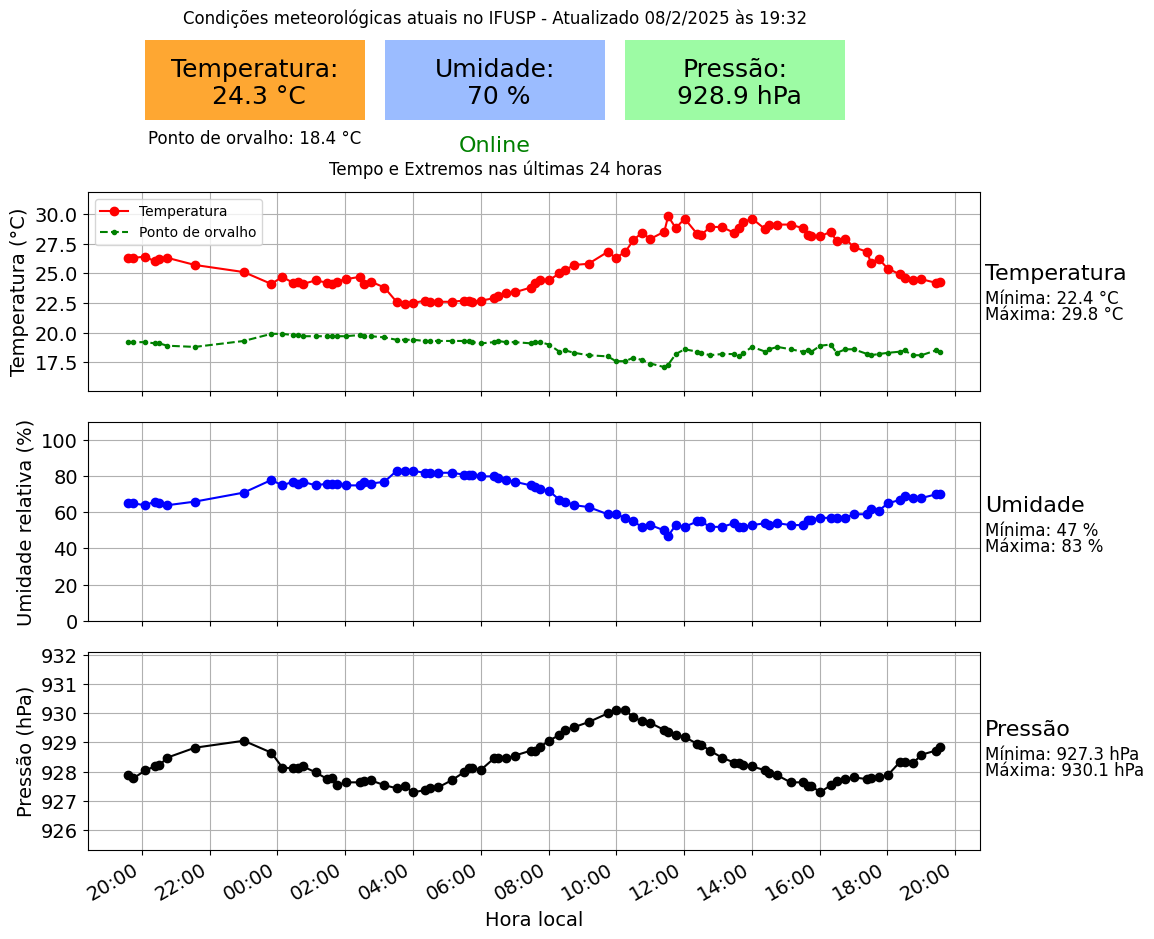 Condições meteorológicas atuais no IFUSP - Atualizado 08/2/2025 às 19:32
Temperatura:
24.3 °C
Umidade:
70 %
Pressão:
928.9 hPa
Ponto de orvalho: 18.4 °C
Online
Tempo e Extremos nas últimas 24 horas
Temperatura (°C)
30.0
27.5
25.0
22.5
20.0
17.5
Temperatura
Ponto de orvalho
Temperatura
Mínima: 22.4 °C
Máxima: 29.8 °C
Umidade relativa (%)
100
80
60
40
20
0
Umidade
Mínima: 47 %
Máxima: 83 %
Pressão (hPa)
932
931
930
929
928
927
926
Pressão
Mínima: 927.3 hPa
Máxima: 930.1 hPa
20:00 22:00 00:00 02:00 04:00 06:00 08:00 10:00 12:00 14:00 16:00 18:00 20:00
Hora local